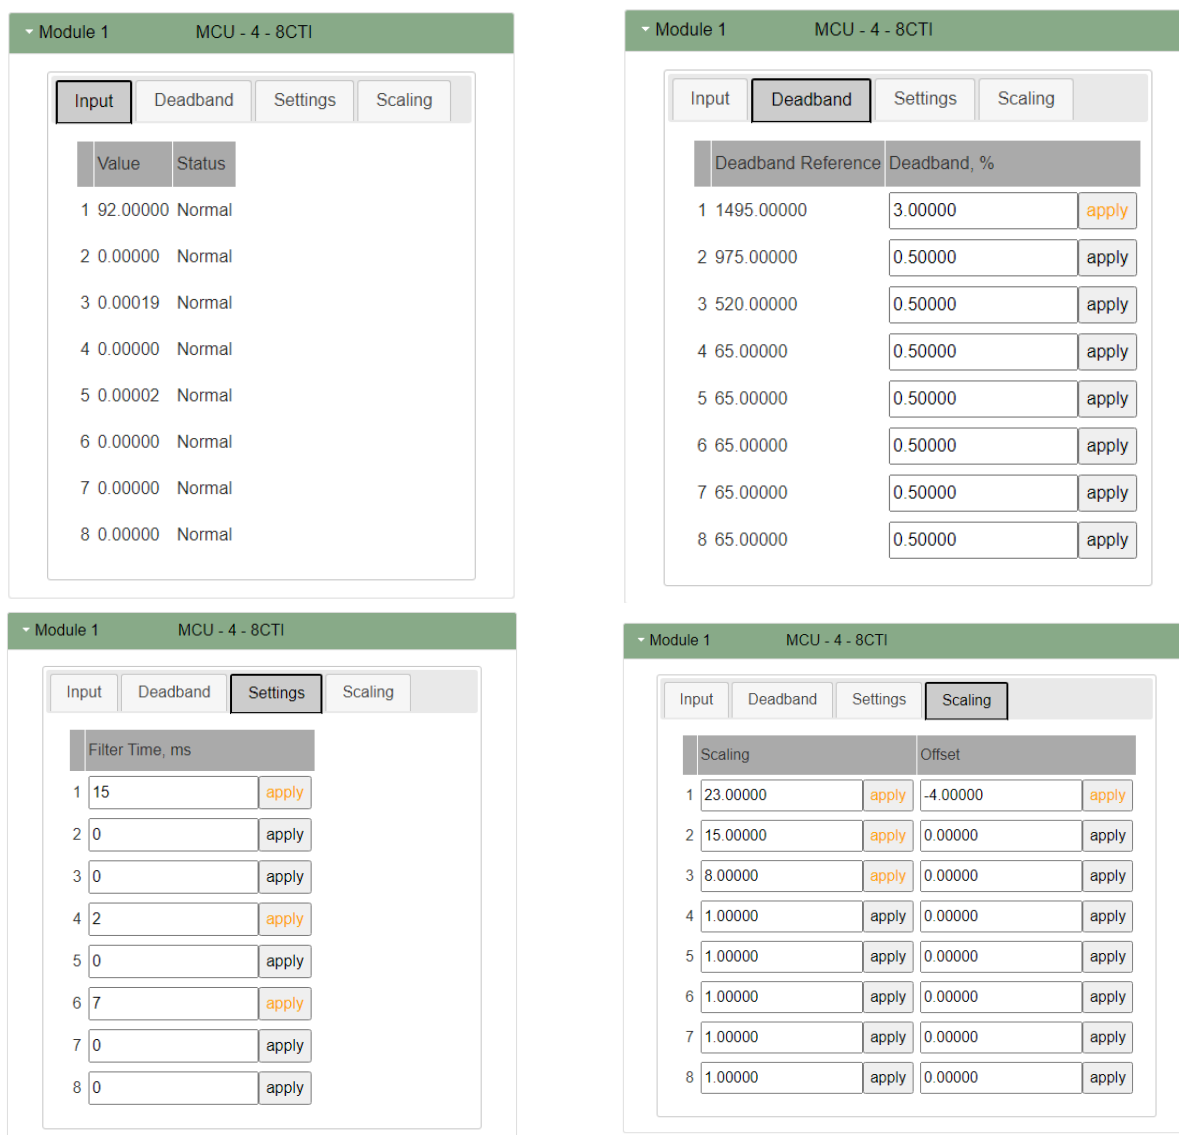 Module 1 MCU - 4 - 8CTI
Input Deadband Settings Scaling
Value Status
1 92.00000 Normal
2 0.00000 Normal
3 0.00019 Normal
4 0.00000 Normal
5 0.00002 Normal
6 0.00000 Normal
7 0.00000 Normal
8 0.00000 Normal
Module 1 MCU - 4 - 8CTI
Input Deadband Settings Scaling
Deadband Reference Deadband, %
1 1495.00000 3.00000 apply
2 975.00000 0.50000 apply
3 520.00000 0.50000 apply
4 65.00000 0.50000 apply
5 65.00000 0.50000 apply
6 65.00000 0.50000 apply
7 65.00000 0.50000 apply
8 65.00000 0.50000 apply
Module 1 MCU - 4 - 8CTI
Input Deadband Settings Scaling
Filter Time, ms
1 15 apply
2 0 apply
3 0 apply
4 2 apply
5 0 apply
6 7 apply
7 0 apply
8 0 apply
Module 1 MCU - 4 - 8CTI
Input Deadband Settings Scaling
Scaling Offset
1 23.00000 apply -4.00000 apply
2 15.00000 apply 0.00000 apply
3 8.00000 apply 0.00000 apply
4 1.00000 apply 0.00000 apply
5 1.00000 apply 0.00000 apply
6 1.00000 apply 0.00000 apply
7 1.00000 apply 0.00000 apply
8 1.00000 apply 0.00000 apply